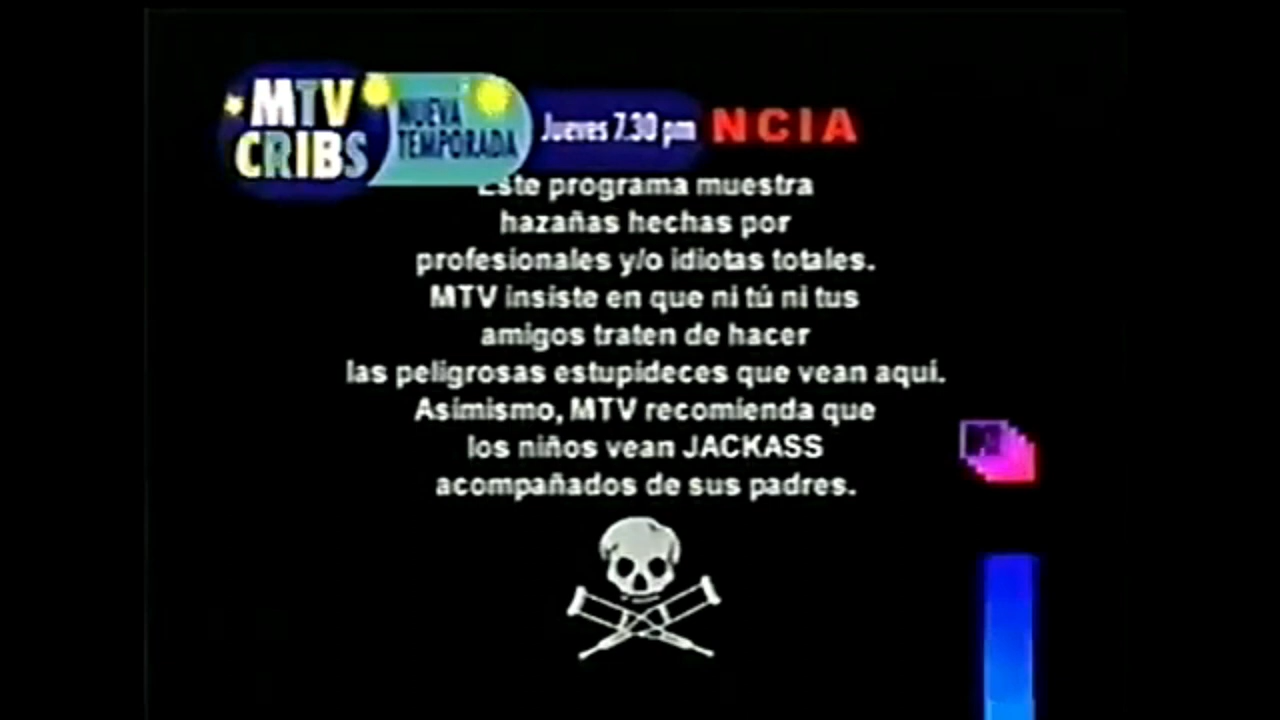 MTV
CRIBS
NUEVA
TEMPORADA
Jueves 7.30 pm
NCIA
Este programa muestra
hazañas hechas por
profesionales y/o idiotas totales.
MTV insiste en que ni tú ni tus
amigos traten de hacer
las peligrosas estupideces que vean aquí.
Asimismo, MTV recomienda que
los niños vean JACKASS
acompañados de sus padres.